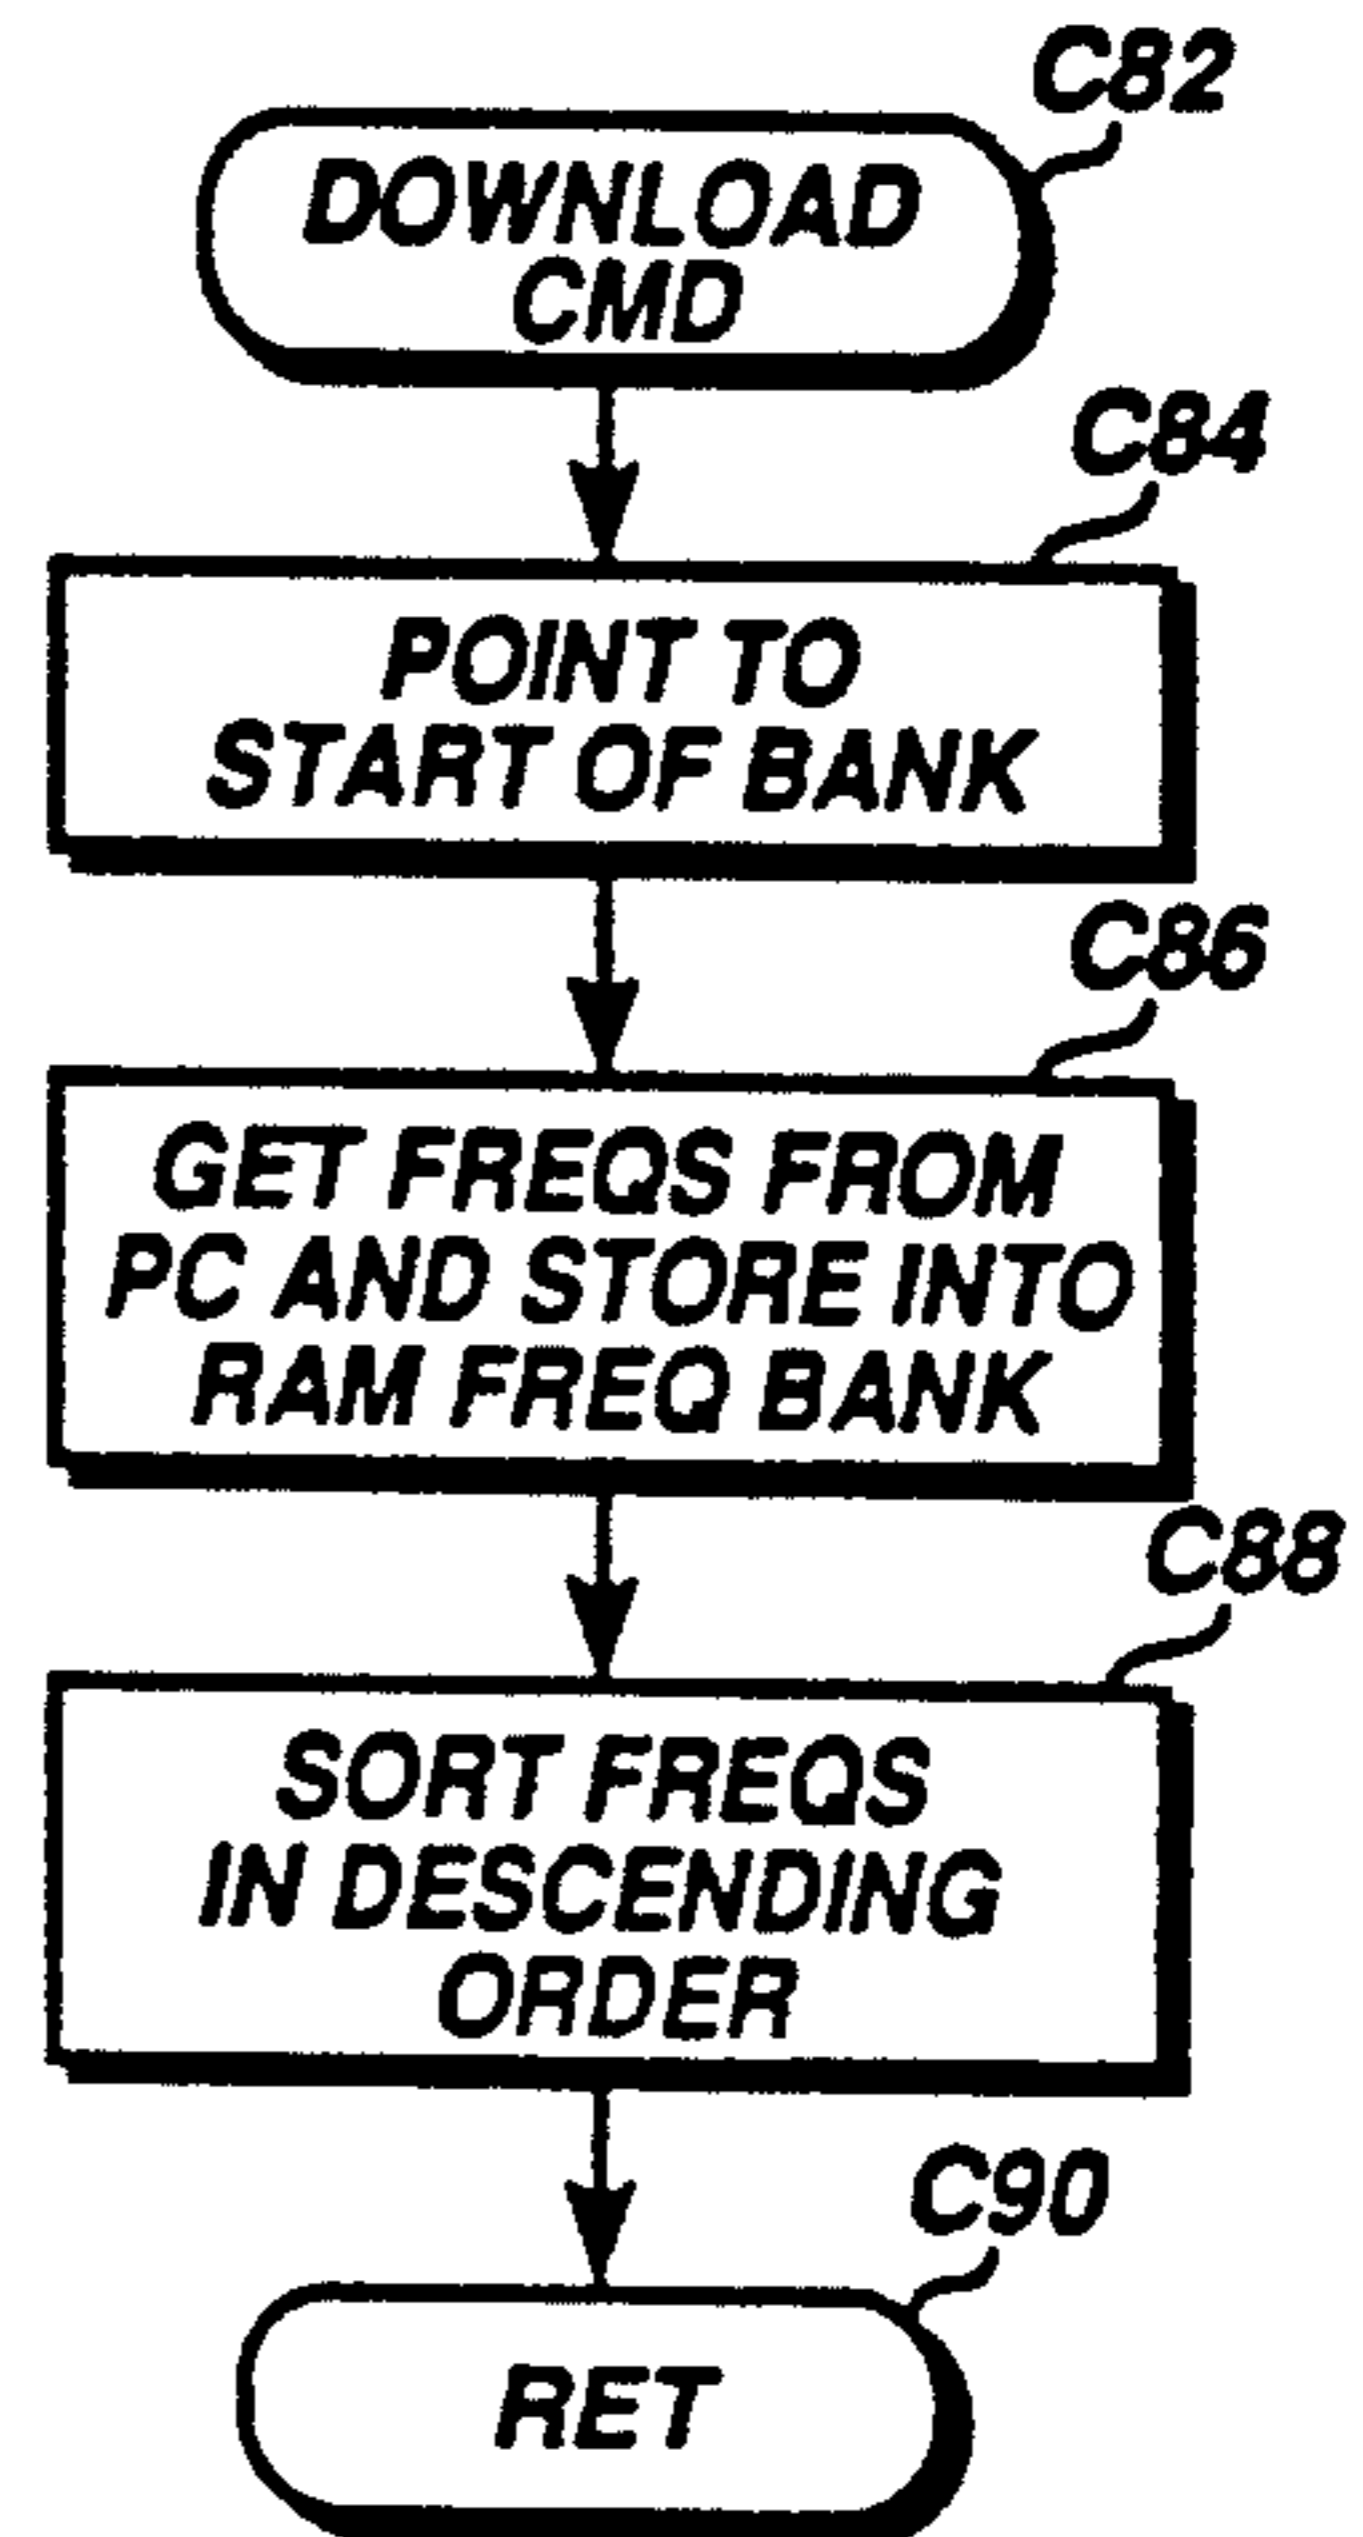 C82
DOWNLOAD
CMD
C84
POINT TO
START OF BANK
C86
GET FREQS FROM
PC AND STORE INTO
RAM FREQ BANK
C88
SORT FREQS
IN DESCENDING
ORDER
C90
RET